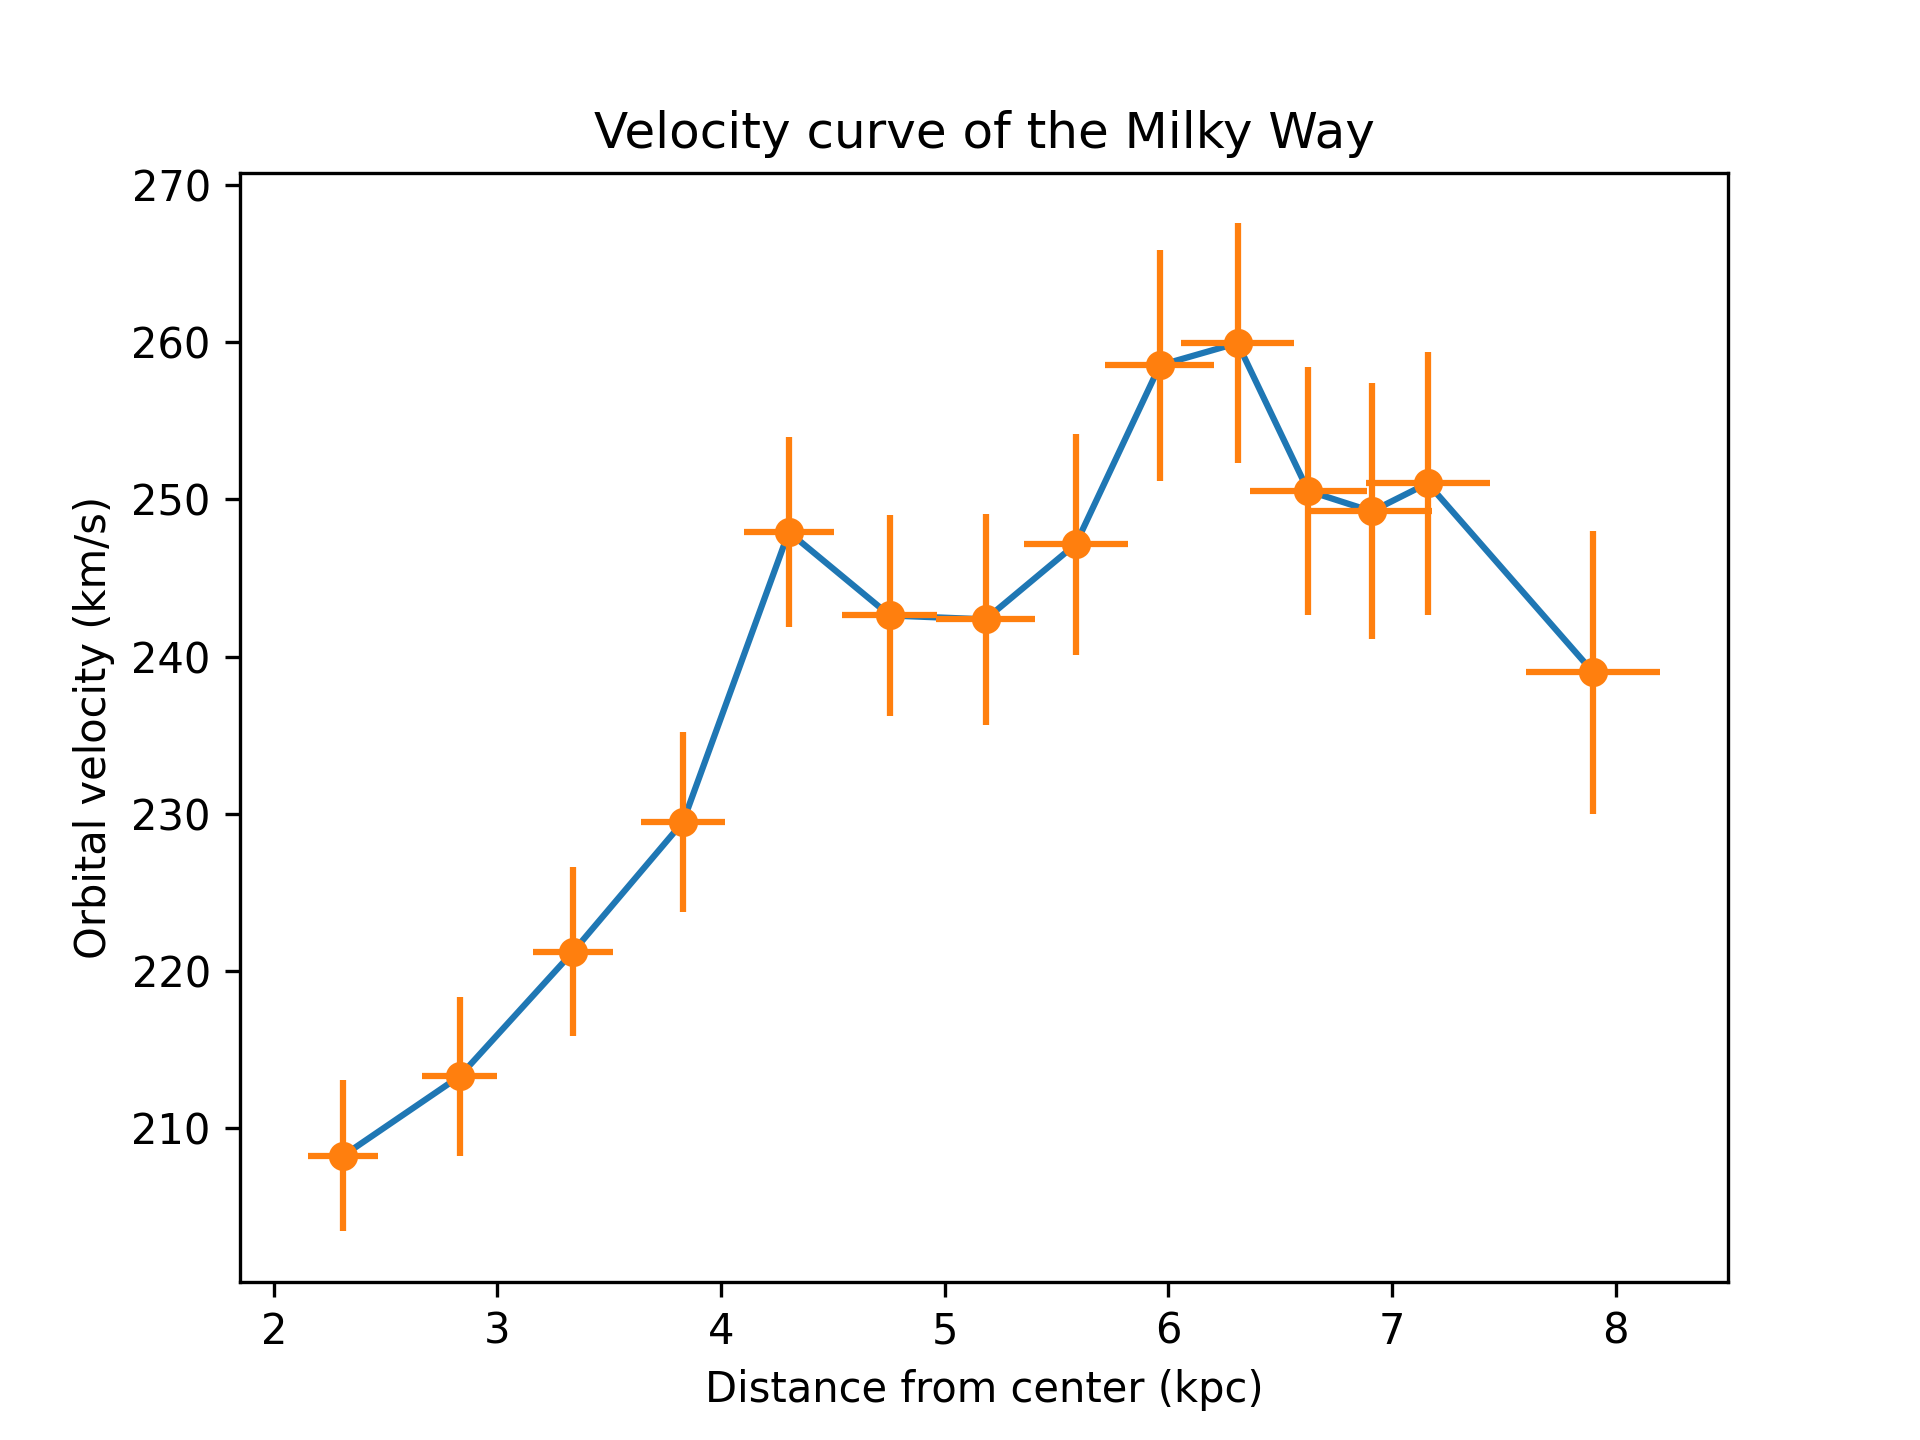 Velocity curve of the Milky Way
270
260
250
240
230
220
210
Orbital velocity (km/s)
2 3 4 5 6 7 8
Distance from center (kpc)